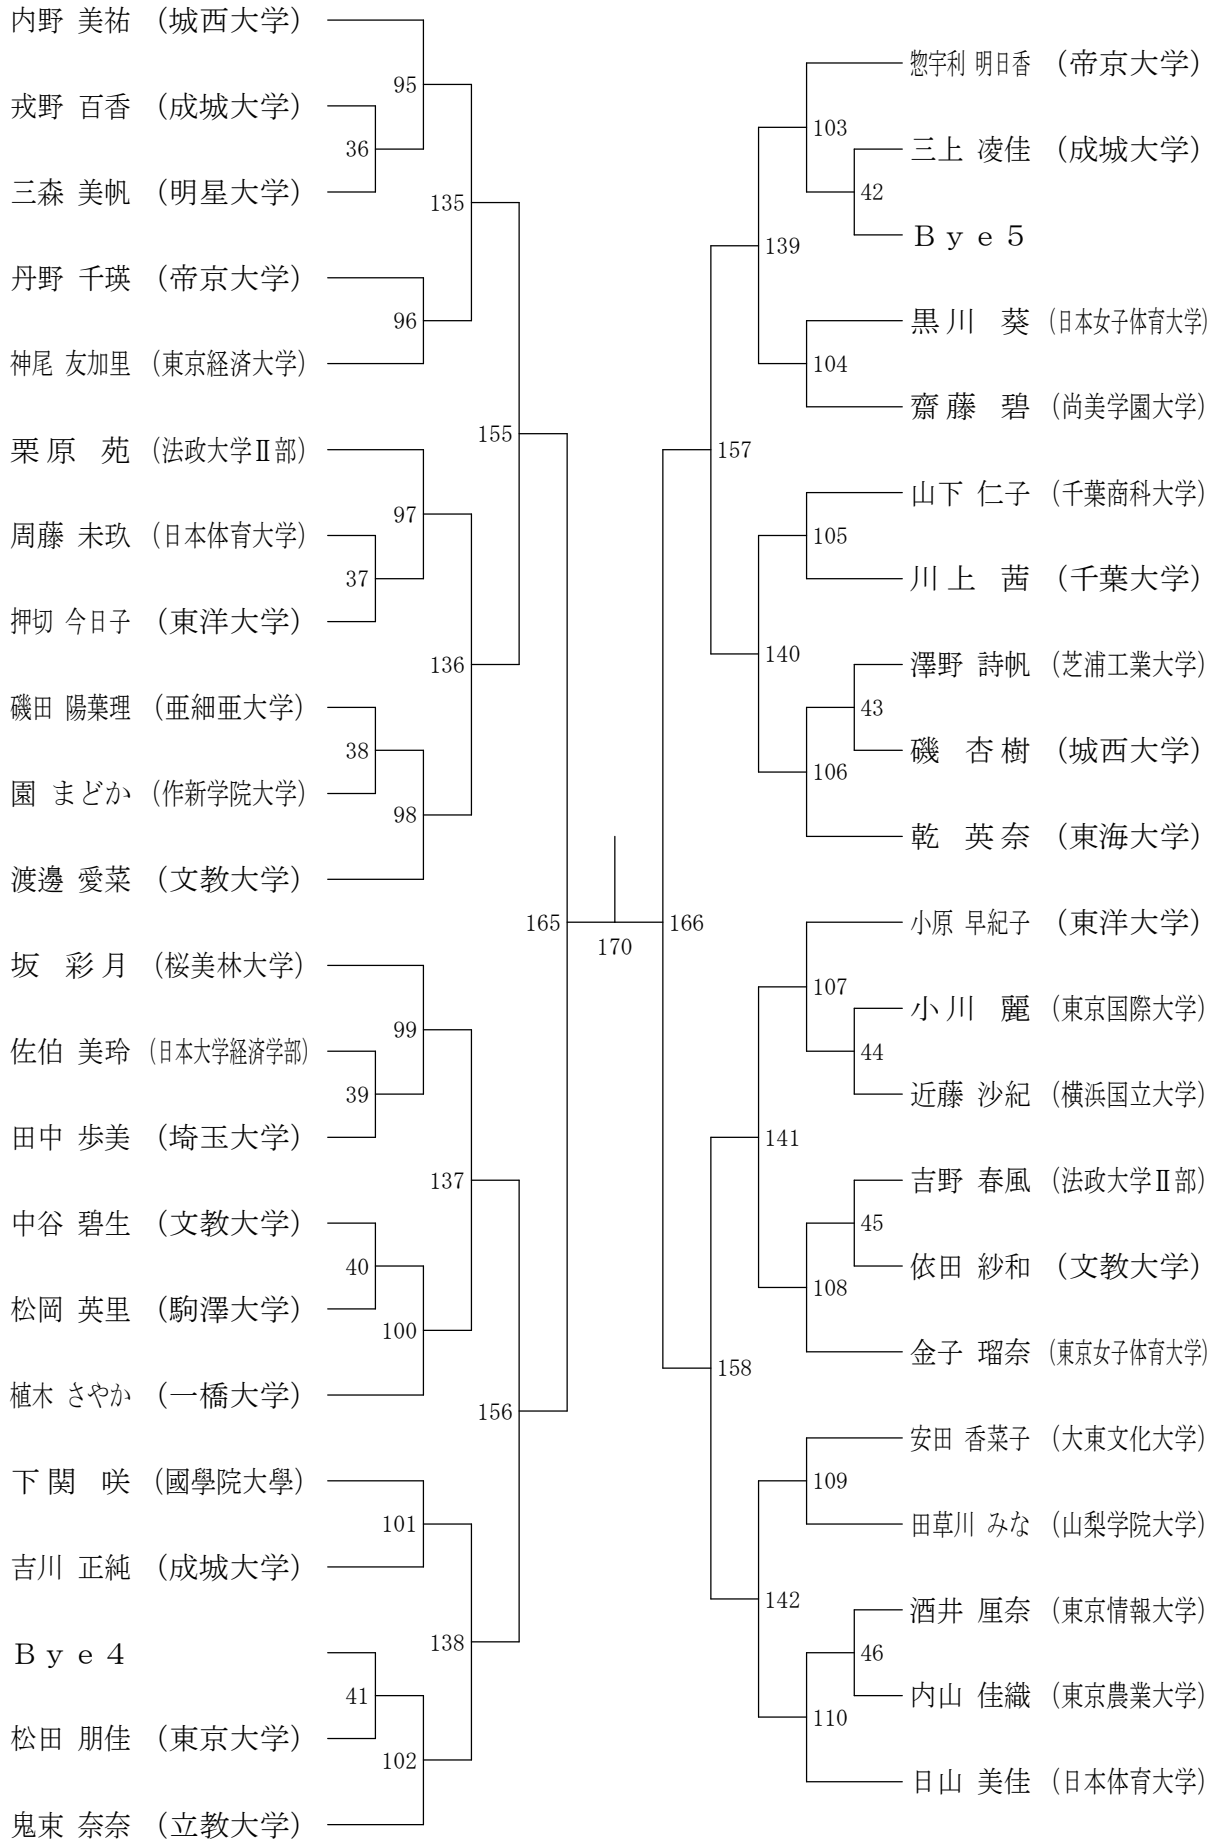 内野 美祐 （城西大学）
95
戎野 百香 （成城大学）
36
三森 美帆 （明星大学）
135
丹野 千瑛 （帝京大学）
96
神尾 友加里 （東京経済大学）
155
栗原 苑 （法政大学Ⅱ部）
97
周藤 未玖 （日本体育大学）
37
押切 今日子 （東洋大学）
136
磯田 陽葉理 （亜細亜大学）
38
園 まどか （作新学院大学）
98
渡邊 愛菜 （文教大学）
165
坂 彩月 （桜美林大学）
99
佐伯 美玲 （日本大学経済学部）
39
田中 歩美 （埼玉大学）
137
中谷 碧生 （文教大学）
40
松岡 英里 （駒澤大学）
100
植木 さやか （一橋大学）
156
下関 咲 （國學院大學）
101
吉川 正純 （成城大学）
138
Ｂｙｅ４
41
松田 朋佳 （東京大学）
102
鬼束 奈奈 （立教大学）
170
惣宇利 明日香 （帝京大学）
103
三上 凌佳 （成城大学）
42
Ｂｙｅ５
139
黒川 葵 （日本女子体育大学）
104
齋藤 碧 （尚美学園大学）
157
山下 仁子 （千葉商科大学）
105
川上 茜 （千葉大学）
140
澤野 詩帆 （芝浦工業大学）
43
磯 杏樹 （城西大学）
106
乾 英奈 （東海大学）
166
小原 早紀子 （東洋大学）
107
小川 麗 （東京国際大学）
44
近藤 沙紀 （横浜国立大学）
141
吉野 春風 （法政大学Ⅱ部）
45
依田 紗和 （文教大学）
108
金子 瑠奈 （東京女子体育大学）
158
安田 香菜子 （大東文化大学）
109
田草川 みな （山梨学院大学）
142
酒井 厘奈 （東京情報大学）
46
内山 佳織 （東京農業大学）
110
日山 美佳 （日本体育大学）